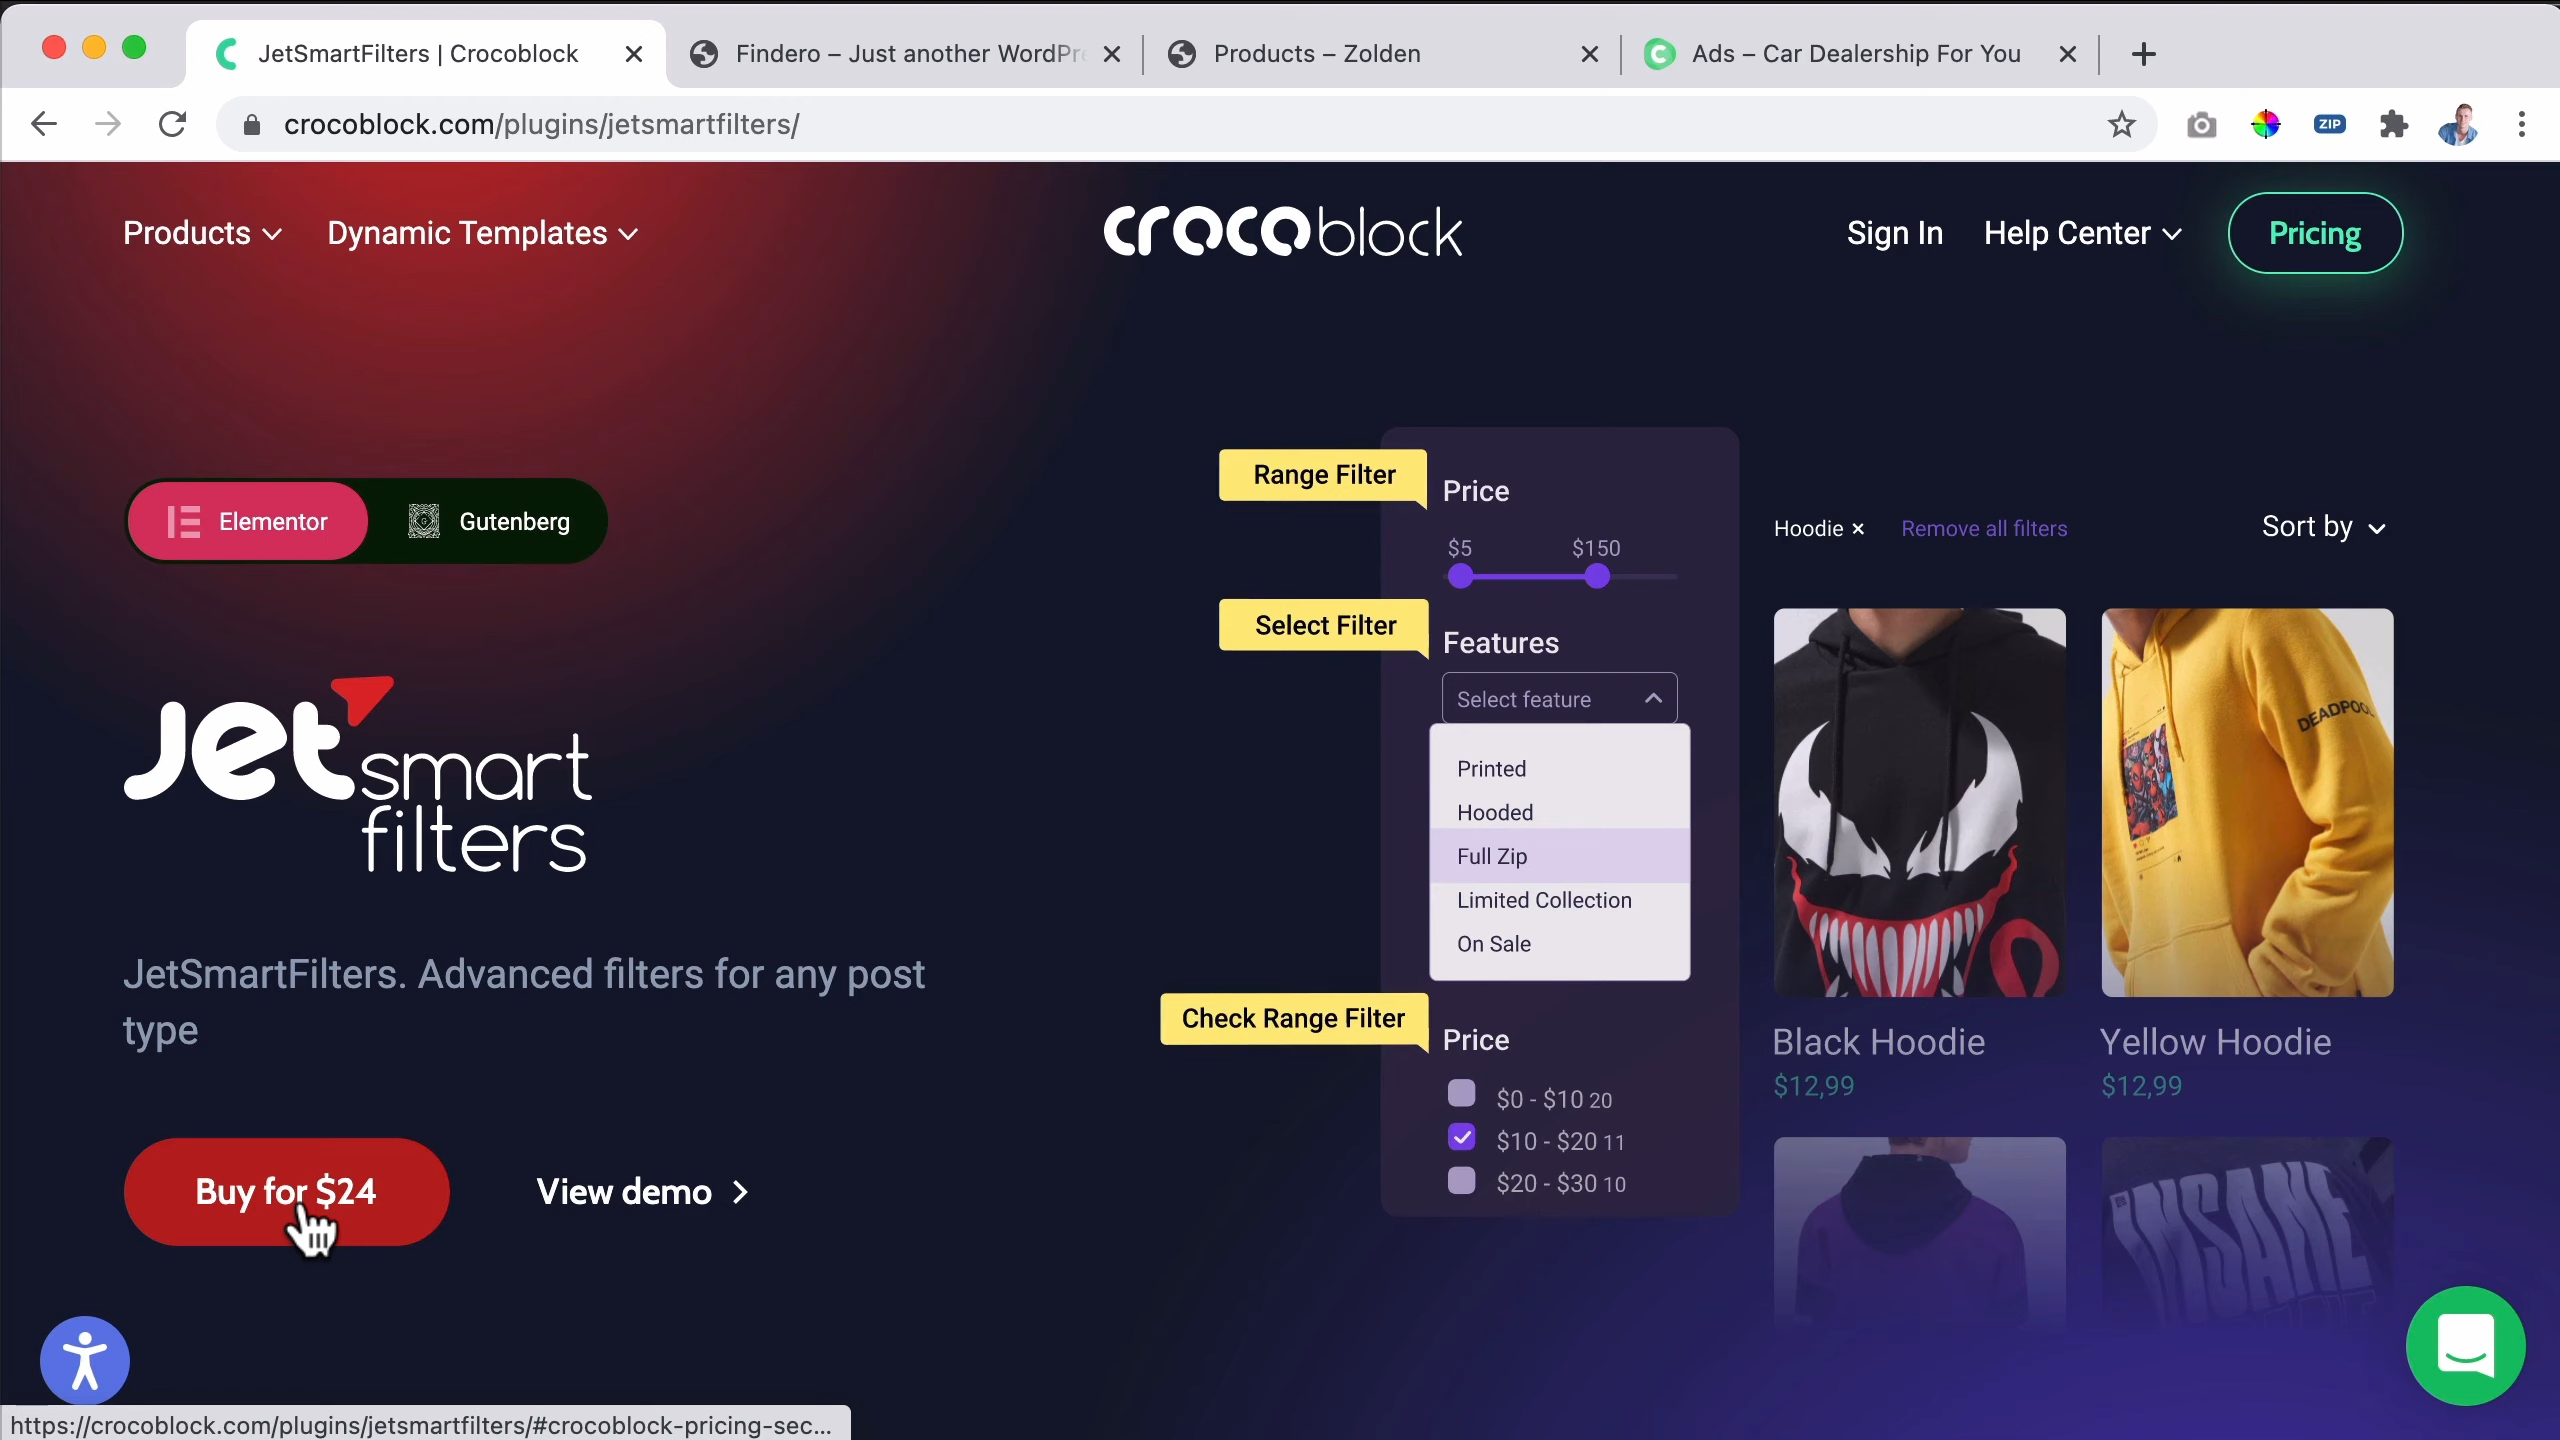 JetSmartFilters | Crocoblock
Findero – Just another WordPre
Products – Zolden
Ads – Car Dealership For You
crocoblock.com/plugins/jetsmartfilters/
ZIP
Products
Dynamic Templates
crocoblock
Sign In
Help Center
Pricing
Elementor
Gutenberg
Jet smart filters
JetSmartFilters. Advanced filters for any post
type
Buy for $24
View demo
Range Filter
Price
$5 $150
Select Filter
Features
Select feature
Printed
Hooded
Full Zip
Limited Collection
On Sale
Check Range Filter
Price
$0 - $10 20
$10 - $20 11
$20 - $30 10
Hoodie ×
Remove all filters
Sort by
DEADPOOL
Black Hoodie
$12,99
Yellow Hoodie
$12,99
INSANE
https://crocoblock.com/plugins/jetsmartfilters/#crocoblock-pricing-sec...